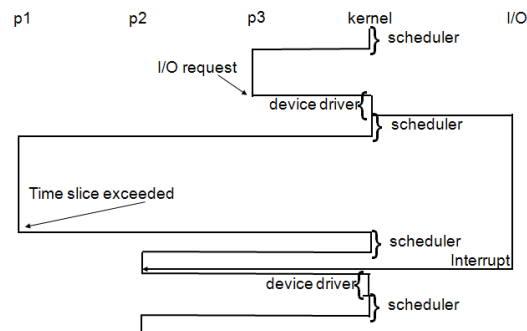 p1 p2 p3 kernel I/O
scheduler
I/O request
device driver
scheduler
Time slice exceeded
scheduler
Interrupt
device driver
scheduler